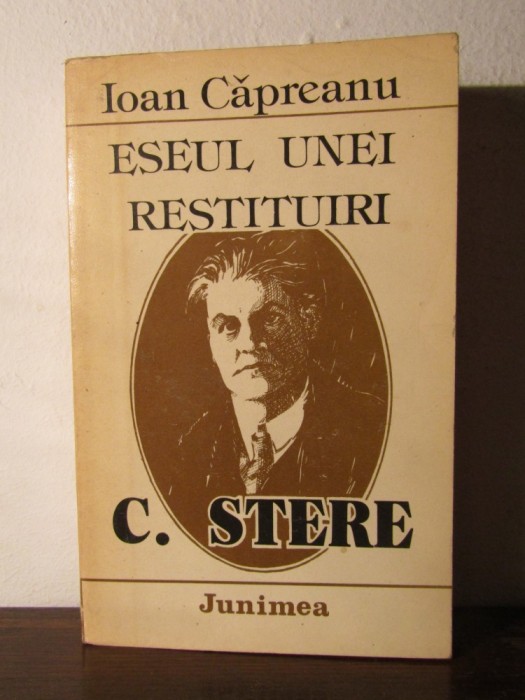 Ioan Căpreanu
ESEUL UNEI
RESTITUIRI
C. STERE
Junimea